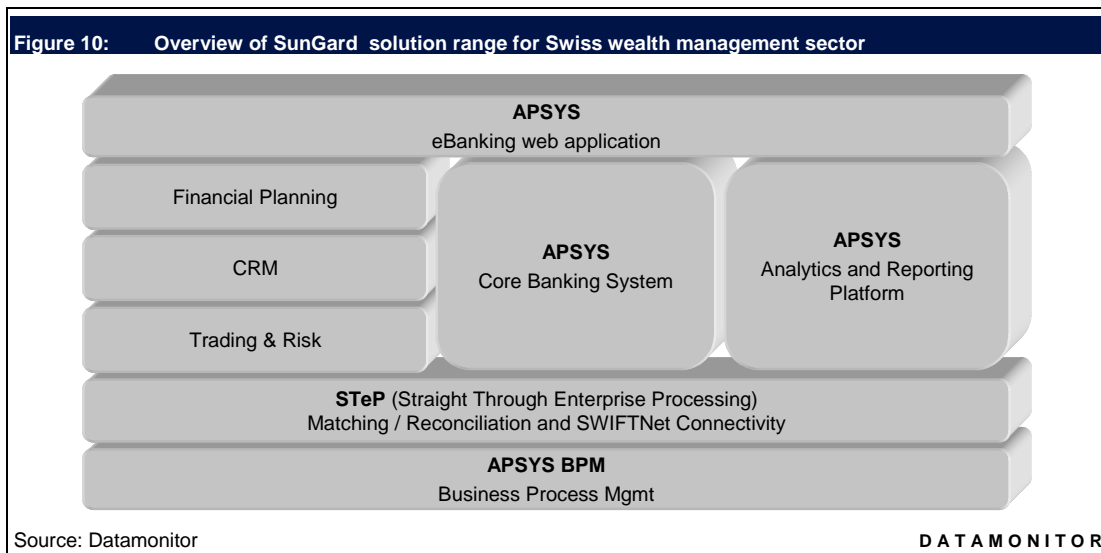 Figure 10: Overview of SunGard solution range for Swiss wealth management sector
APSYS
eBanking web application
Financial Planning
CRM
Trading & Risk
APSYS
Core Banking System
APSYS
Analytics and Reporting
Platform
STeP (Straight Through Enterprise Processing)
Matching / Reconciliation and SWIFTNet Connectivity
APSYS BPM
Business Process Mgmt
Source: Datamonitor
DATAMONITOR